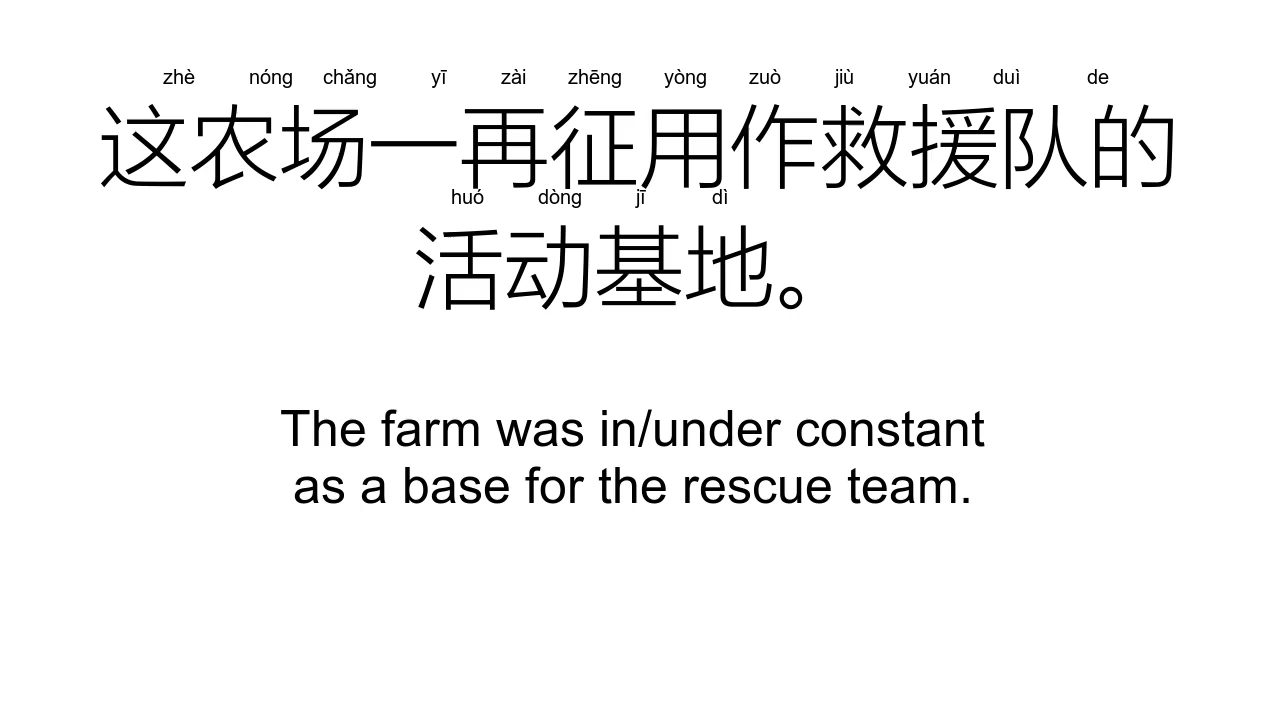 zhè nóng chǎng yī zài zhēng yòng zuò jiù yuán duì de
这农场一再征用作救援队的
huó dòng jī dì
活动基地。
The farm was in/under constant
as a base for the rescue team.